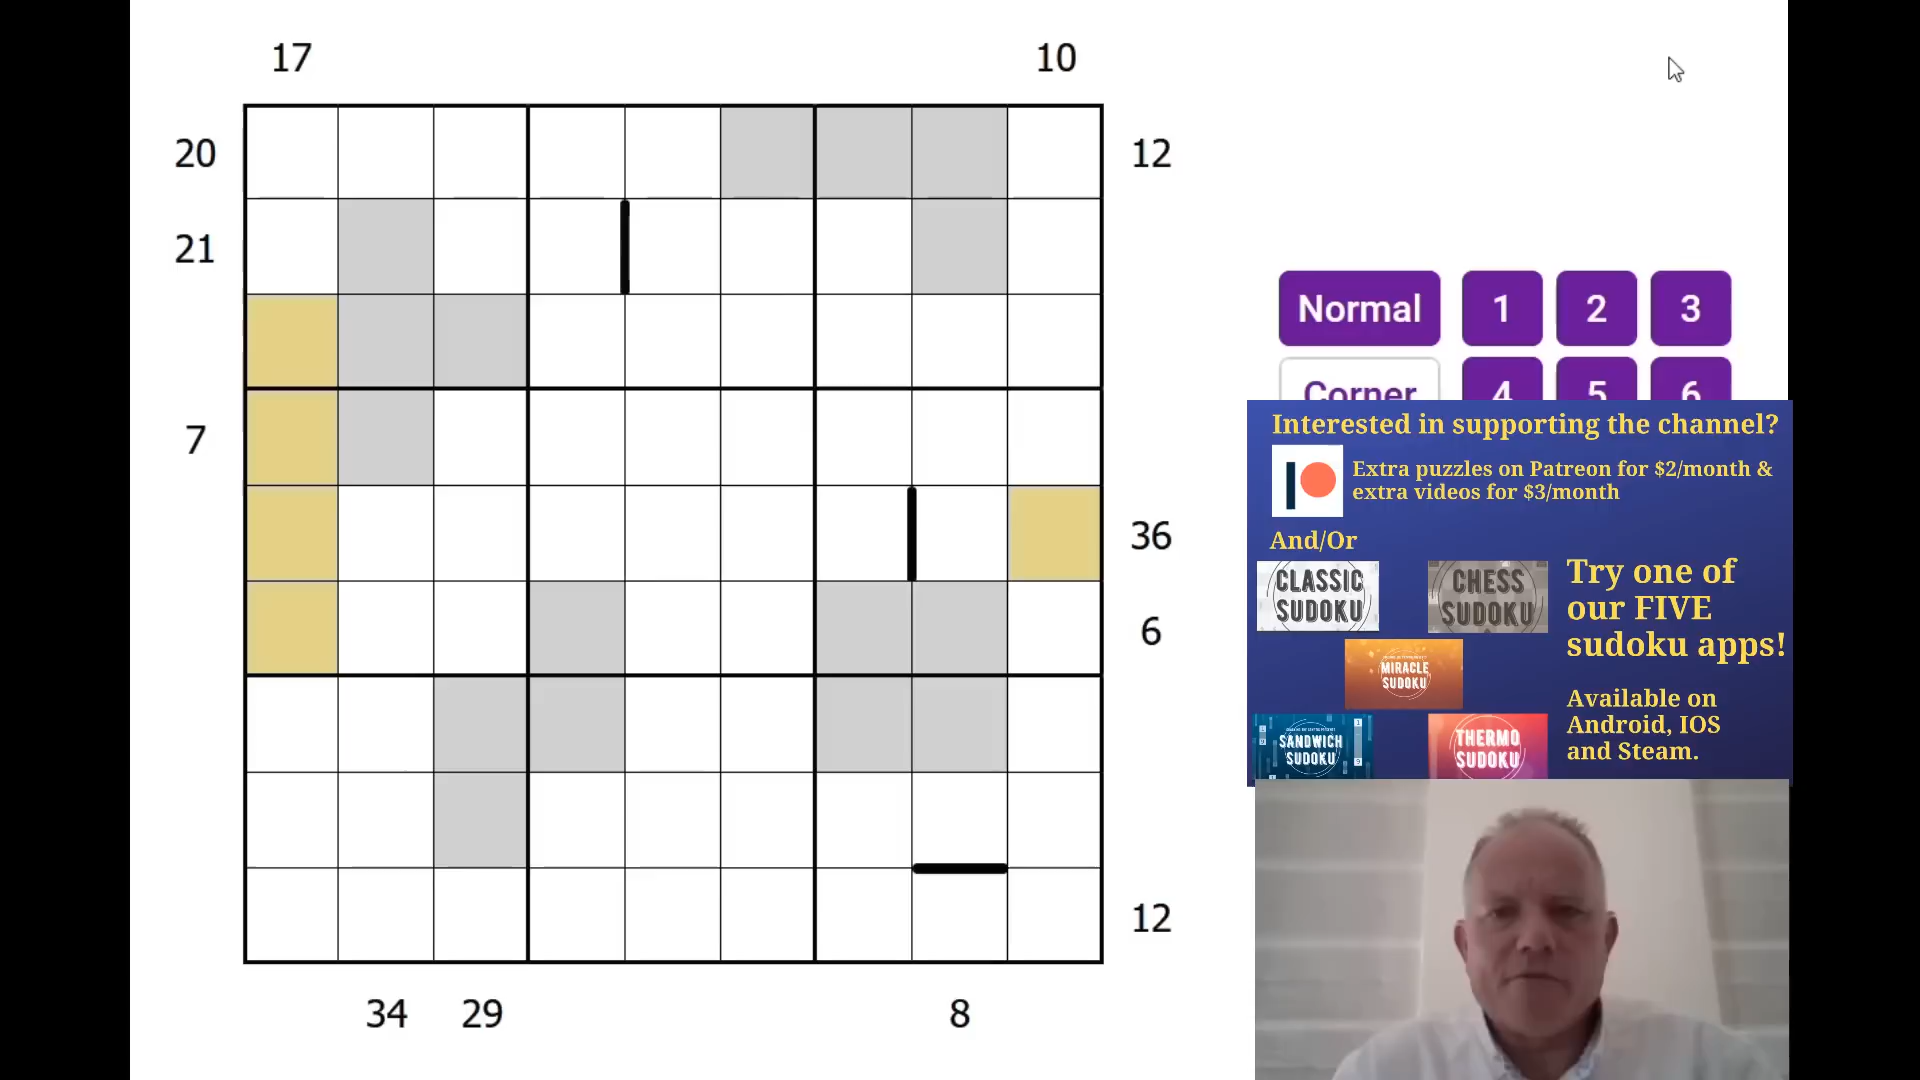 17 10
20 12
21
7
36
6
12
34 29 8
Normal 1 2 3
Corner 4 5 6
Interested in supporting the channel?
Extra puzzles on Patreon for $2/month &
extra videos for $3/month
And/Or
CLASSIC
SUDOKU
CHESS
SUDOKU
MIRACLE
SUDOKU
SANDWICH
SUDOKU
THERMO
SUDOKU
Try one of
our FIVE
sudoku apps!
Available on
Android, IOS
and Steam.